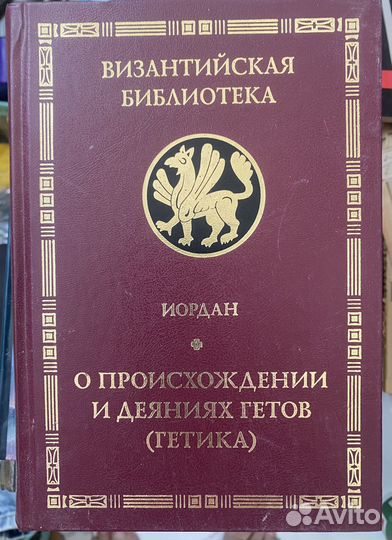 ВИЗАНТИЙСКАЯ
БИБЛИОТЕКА
ИОРДАН
О ПРОИСХОЖДЕНИИ
И ДЕЯНИЯХ ГЕТОВ
(ГЕТИКА)
Avito